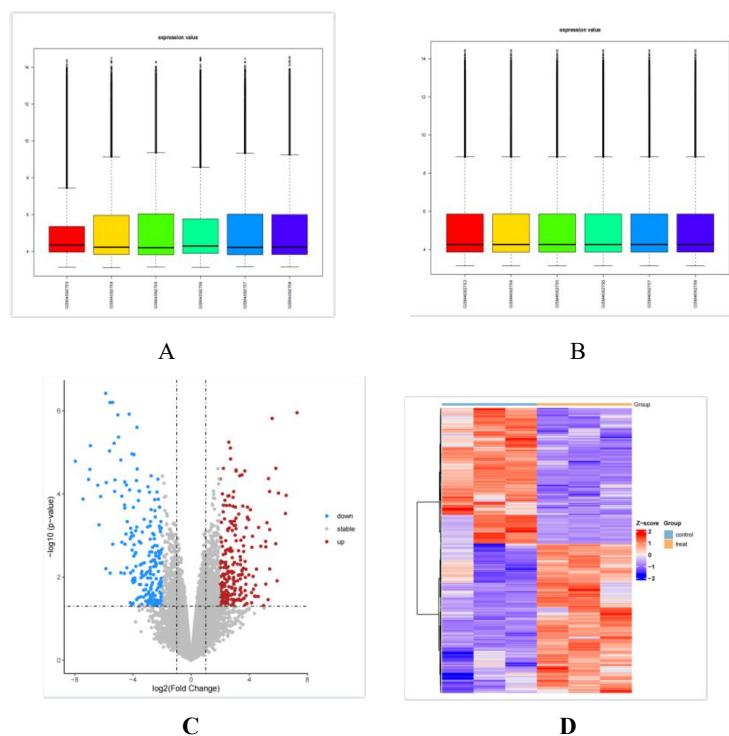 expression value
14
12
10
8
6
4
A
expression value
14
12
10
8
6
4
B
6
4
2
0
−log10 (p−value)
−8
−4
0
4
8
log2(Fold Change)
down
stable
up
C
Group
Z−score
2
1
0
−1
−2
Group
control
treat
D